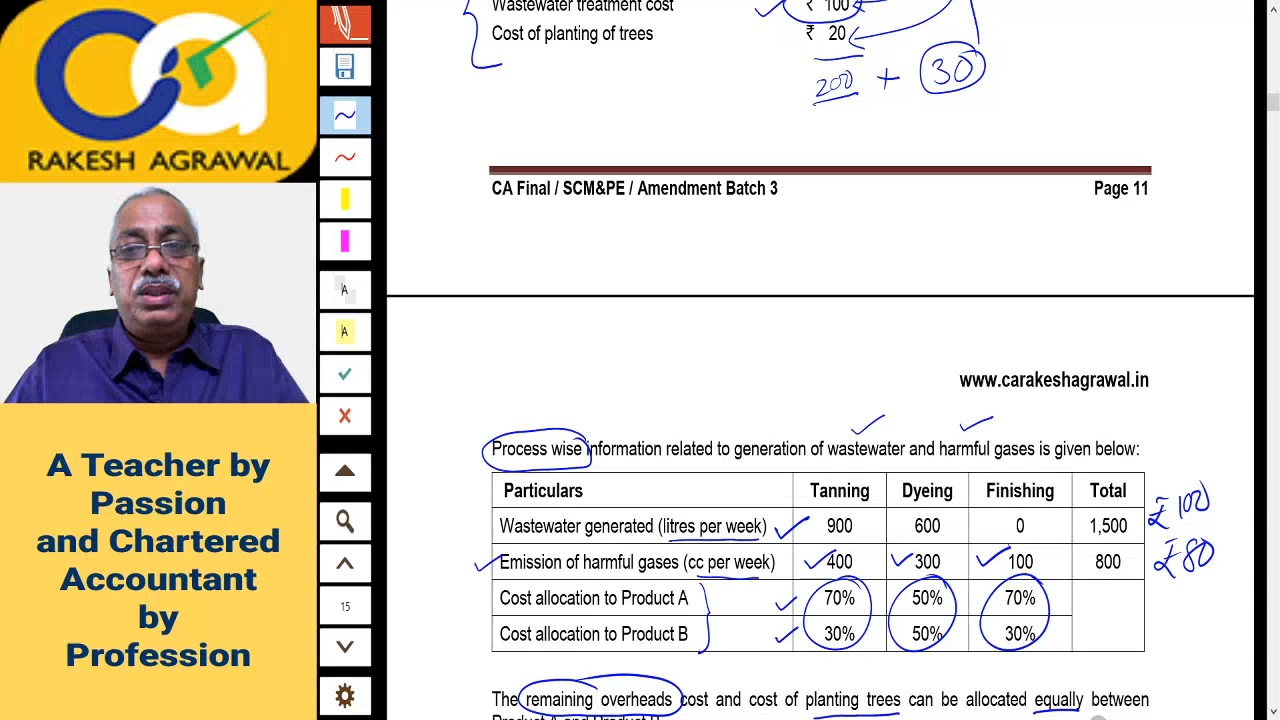 Wastewater treatment cost ₹ 100
Cost of planting of trees ₹ 20
200 + 30
CA Final / SCM&PE / Amendment Batch 3 Page 11
www.carakeshagrawal.in
Process wise information related to generation of wastewater and harmful gases is given below:
Particulars Tanning Dyeing Finishing Total
Wastewater generated (litres per week) 900 600 0 1,500 ₹ 100
Emission of harmful gases (cc per week) 400 300 100 800 ₹ 80
Cost allocation to Product A 70% 50% 70%
Cost allocation to Product B 30% 50% 30%
The remaining overheads cost and cost of planting trees can be allocated equally between
Product A and Product B
ca
RAKESH AGRAWAL
A Teacher by
Passion
and Chartered
Accountant
by
Profession
A
A
15